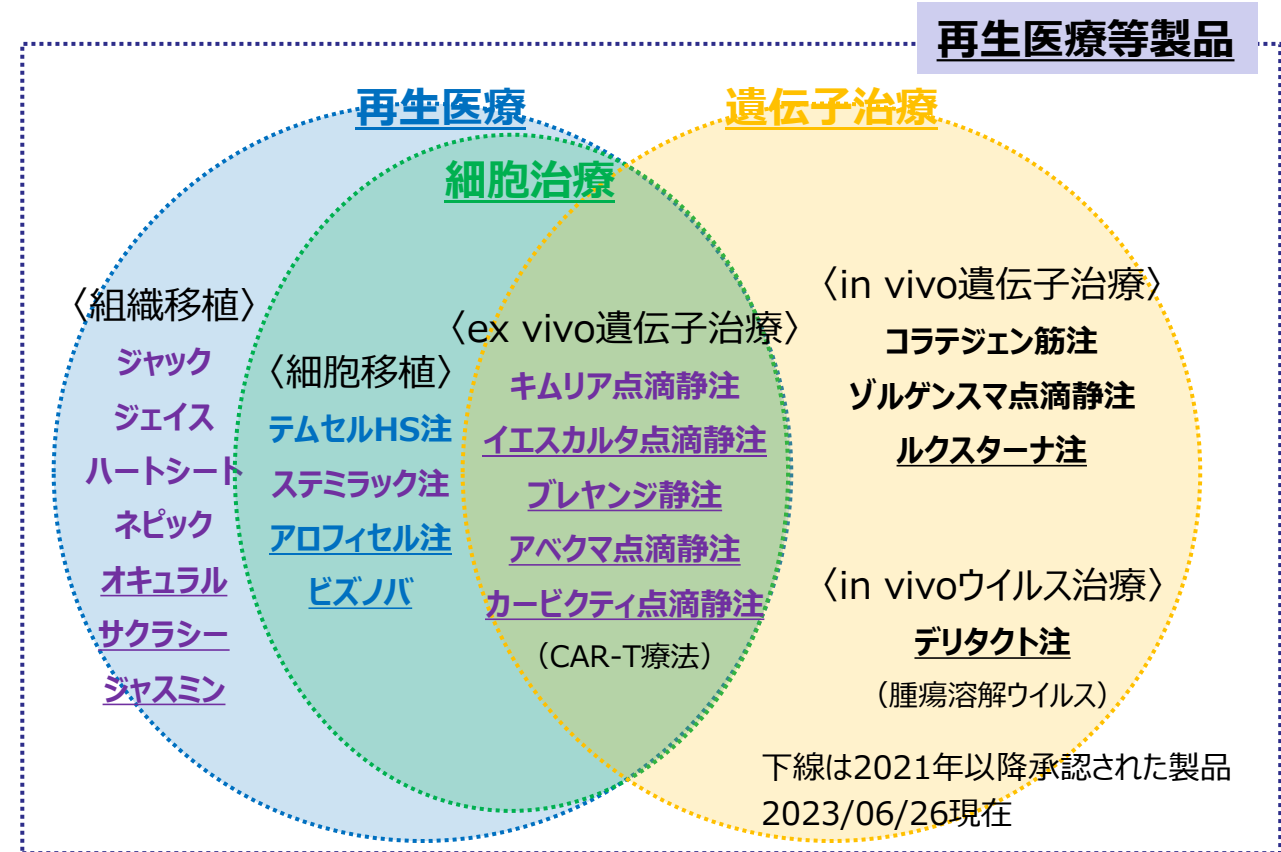 再生医療等製品
再生医療
遺伝子治療
細胞治療
〈組織移植〉
ジャック
ジェイス
ハートシート
ネピック
オキュラル
サクラシー
ジャスミン
〈細胞移植〉
テムセルHS注
ステミラック注
アロフィセル注
ビズノバ
〈ex vivo遺伝子治療〉
キムリア点滴静注
イエスカルタ点滴静注
ブレヤンジ静注
アベクマ点滴静注
カービクティ点滴静注
（CAR-T療法）
〈in vivo遺伝子治療〉
コラテジェン筋注
ゾルゲンスマ点滴静注
ルクスターナ注
〈in vivoウイルス治療〉
デリタクト注
（腫瘍溶解ウイルス）
下線は2021年以降承認された製品
2023/06/26現在